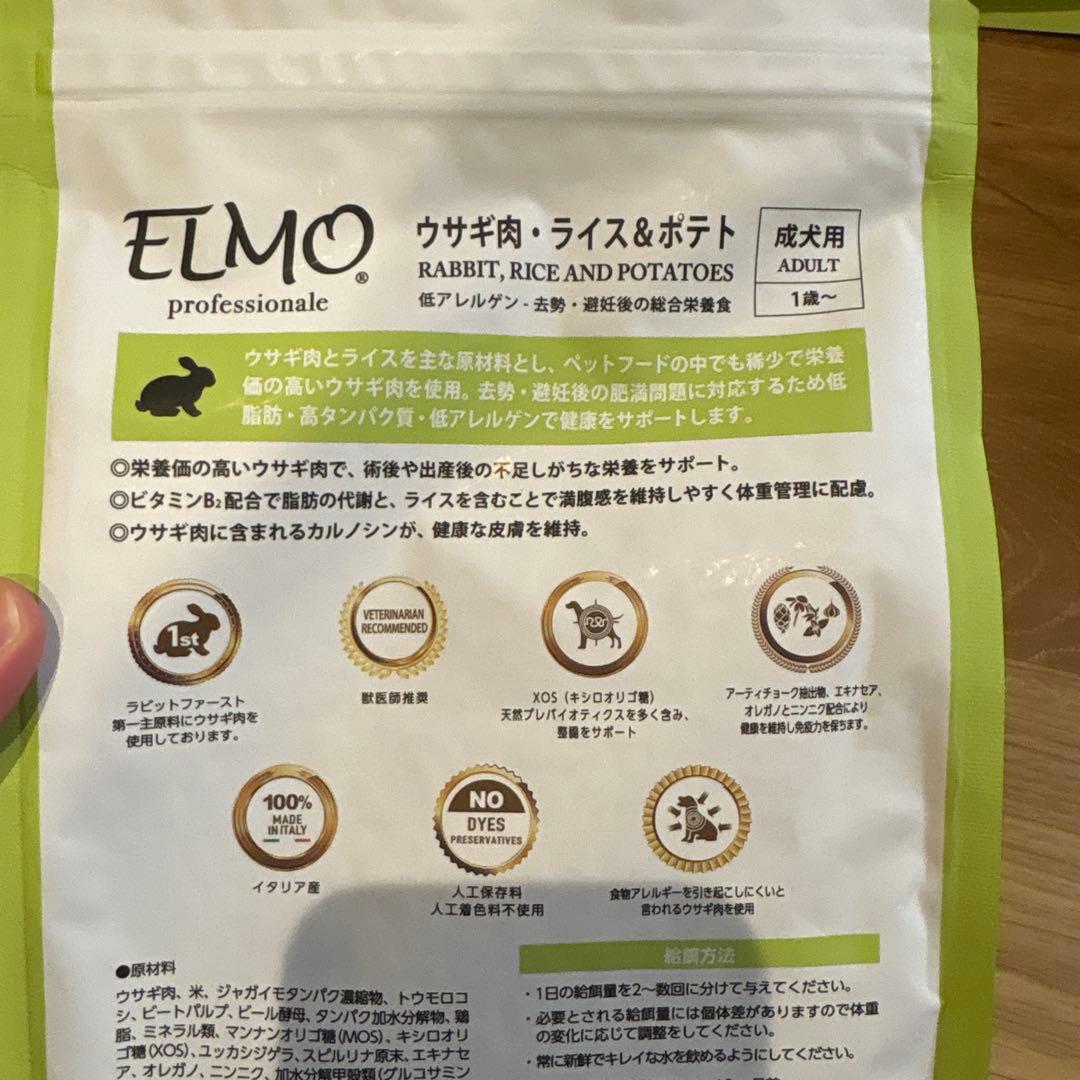 ELMO®
professionale
ウサギ肉・ライス＆ポテト
RABBIT, RICE AND POTATOES
低アレルゲン - 去勢・避妊後の総合栄養食
成犬用
ADULT
1歳～
ウサギ肉とライスを主な原材料とし、ペットフードの中でも稀少で栄養
価の高いウサギ肉を使用。去勢・避妊後の肥満問題に対応するため低
脂肪・高タンパク質・低アレルゲンで健康をサポートします。
◎栄養価の高いウサギ肉で、術後や出産後の不足しがちな栄養をサポート。
◎ビタミンB₂配合で脂肪の代謝と、ライスを含むことで満腹感を維持しやすく体重管理に配慮。
◎ウサギ肉に含まれるカルノシンが、健康な皮膚を維持。
1st
ラビットファースト
第一主原料にウサギ肉を
使用しております。
VETERINARIAN
RECOMMENDED
獣医師推奨
XOS（キシロオリゴ糖）
天然プレバイオティクスを多く含み、
整腸をサポート
アーティチョーク抽出物、エキナセア、
オレガノとニンニク配合により
健康を維持し免疫力を保ちます。
100%
MADE
IN ITALY
イタリア産
NO
DYES
PRESERVATIVES
人工保存料
人工着色料不使用
食物アレルギーを引き起こしにくいと
言われるウサギ肉を使用
●原材料
ウサギ肉、米、ジャガイモタンパク濃縮物、トウモロコ
シ、ビートパルプ、ビール酵母、タンパク加水分解物、鶏
脂、ミネラル類、マンナンオリゴ糖(MOS)、キシロオリ
ゴ糖(XOS)、ユッカシジゲラ、スピルリナ原末、エキナセ
ア、オレガノ、ニンニク、加水分解甲殻類(グルコサミン
給餌方法
・1日の給餌量を2～数回に分けて与えてください。
・必要とされる給餌量には個体差がありますので体重
の変化に応じて調整をしてください。
・常に新鮮でキレイな水を飲めるようにしてください。